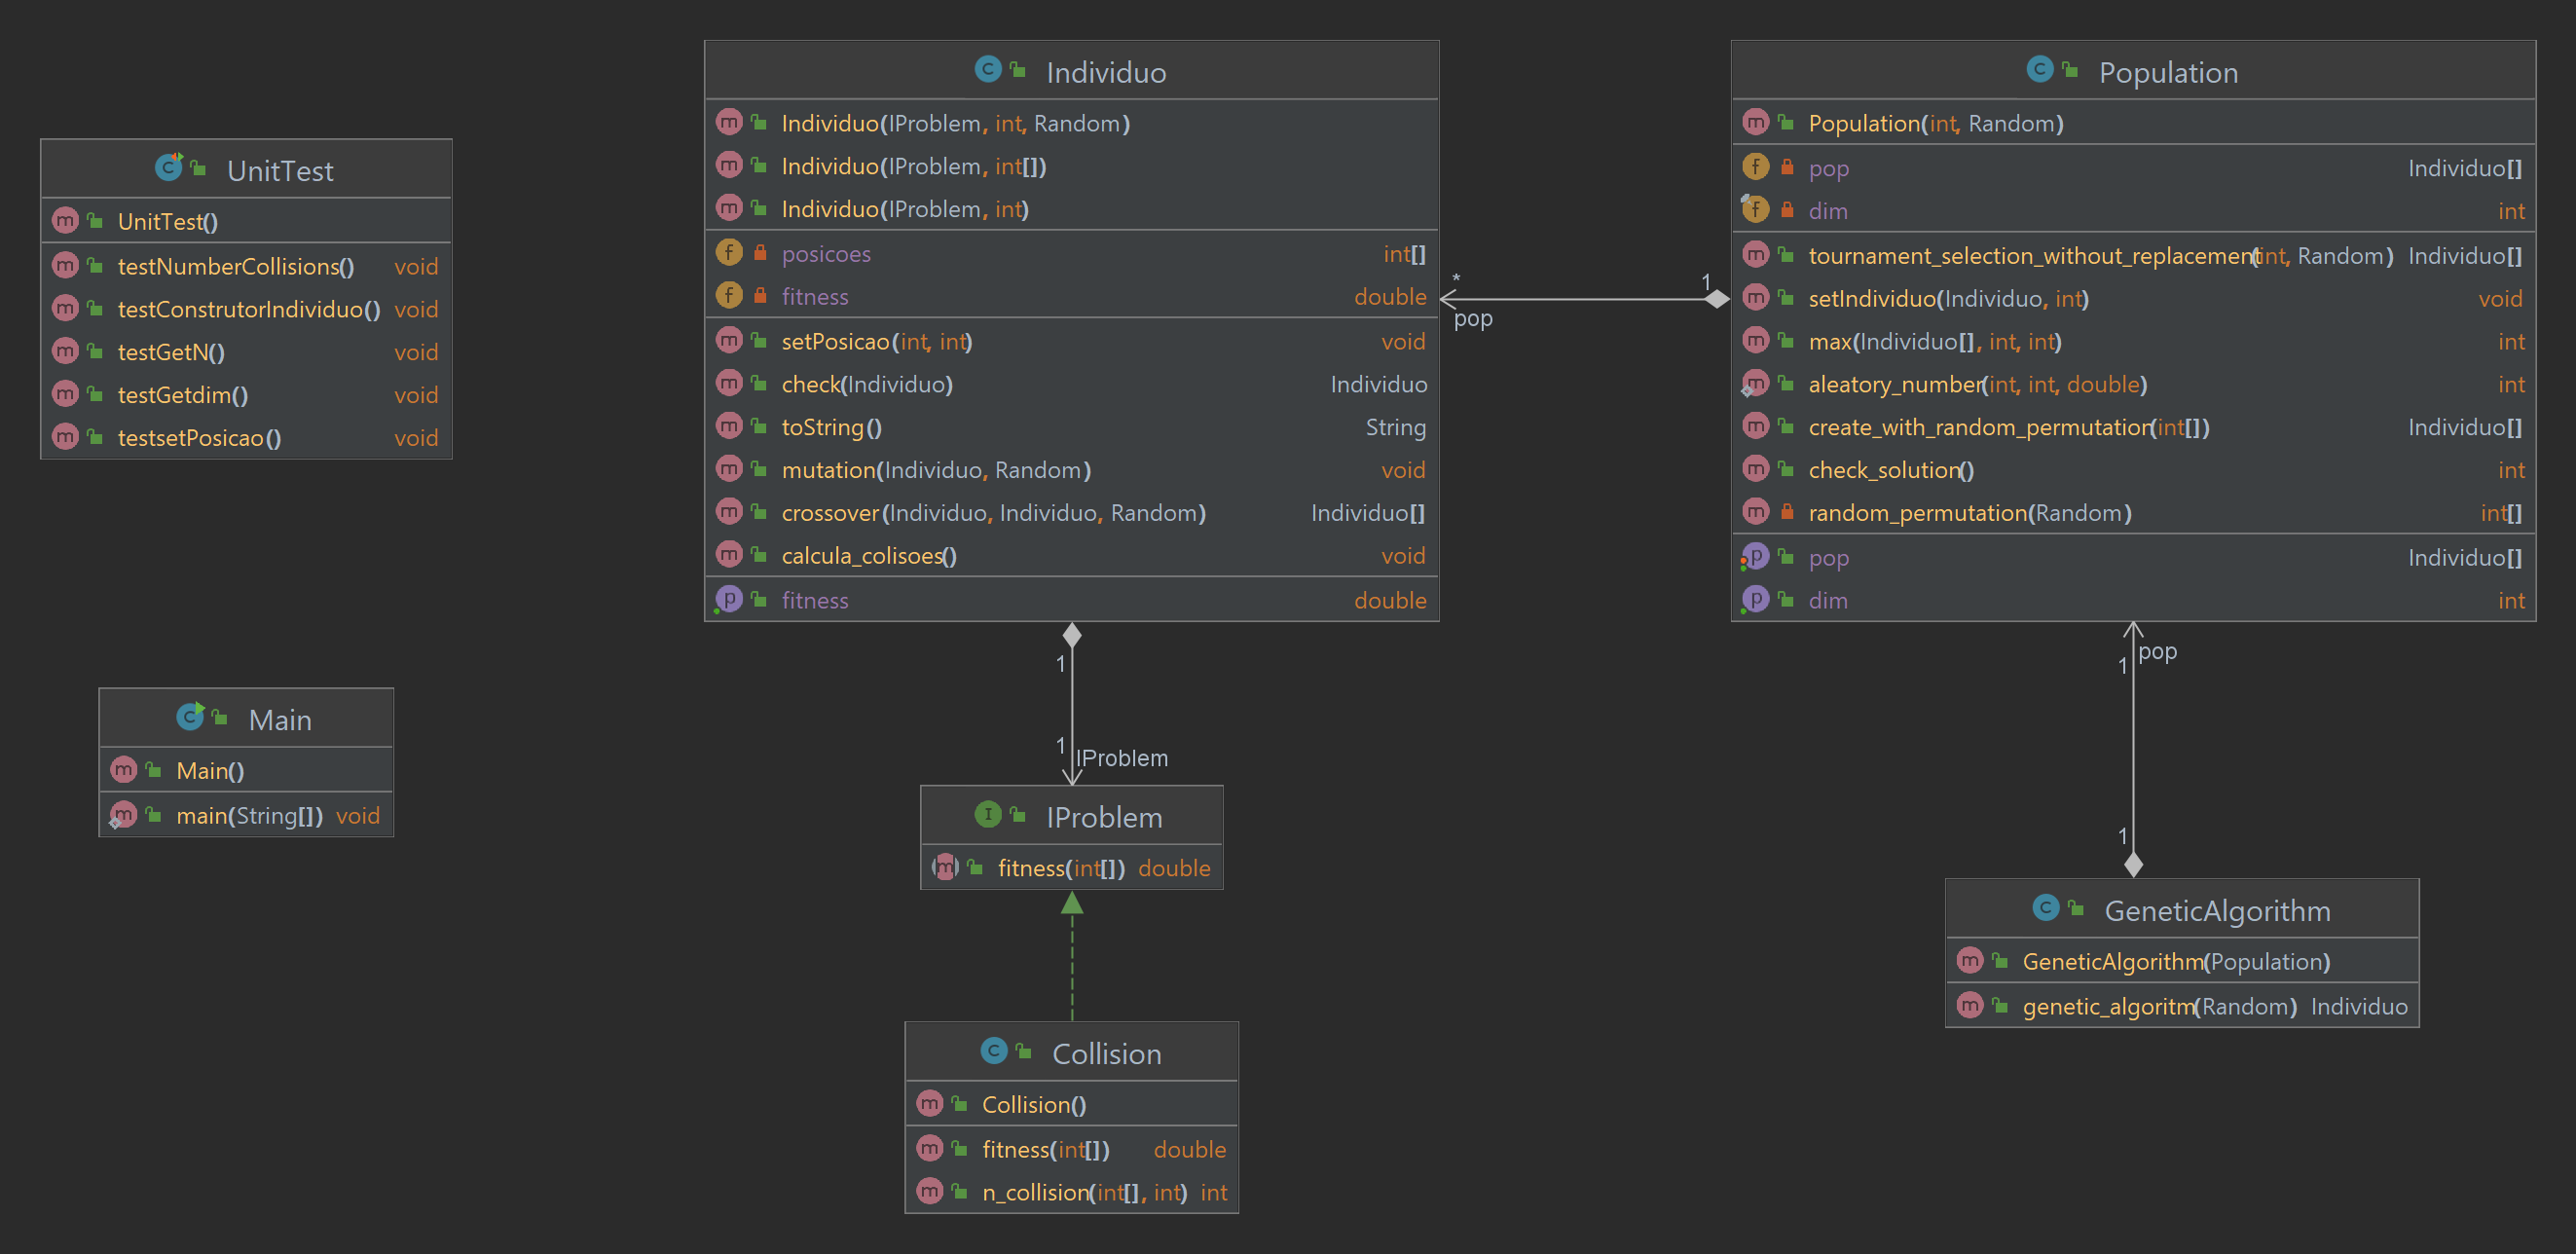 UnitTest
UnitTest()
testNumberCollisions() void
testConstrutorIndividuo() void
testGetN() void
testGetdim() void
testsetPosicao() void
Main
Main()
main(String[]) void
Individuo
Individuo(IProblem, int, Random)
Individuo(IProblem, int[])
Individuo(IProblem, int)
posicoes int[]
fitness double
setPosicao(int, int) void
check(Individuo) Individuo
toString() String
mutation(Individuo, Random) void
crossover(Individuo, Individuo, Random) Individuo[]
calcula_colisoes() void
fitness double
* 1
pop
1
1
IProblem
IProblem
fitness(int[]) double
Collision
Collision()
fitness(int[]) double
n_collision(int[], int) int
Population
Population(int, Random)
pop Individuo[]
dim int
tournament_selection_without_replacement(int, Random) Individuo[]
setIndividuo(Individuo, int) void
max(Individuo[], int, int) int
aleatory_number(int, int, double) int
create_with_random_permutation(int[]) Individuo[]
check_solution() int
random_permutation(Random) int[]
pop Individuo[]
dim int
1 pop
1
GeneticAlgorithm
GeneticAlgorithm(Population)
genetic_algoritm(Random) Individuo